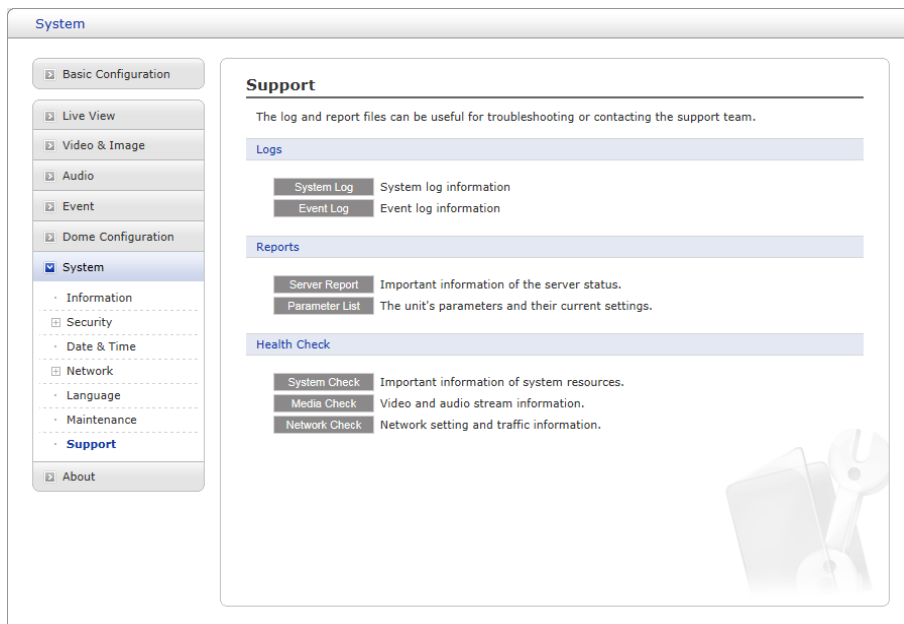 System
Basic Configuration
Live View
Video & Image
Audio
Event
Dome Configuration
System
Information
Security
Date & Time
Network
Language
Maintenance
Support
About
Support
The log and report files can be useful for troubleshooting or contacting the support team.
Logs
System Log System log information
Event Log Event log information
Reports
Server Report Important information of the server status.
Parameter List The unit's parameters and their current settings.
Health Check
System Check Important information of system resources.
Media Check Video and audio stream information.
Network Check Network setting and traffic information.